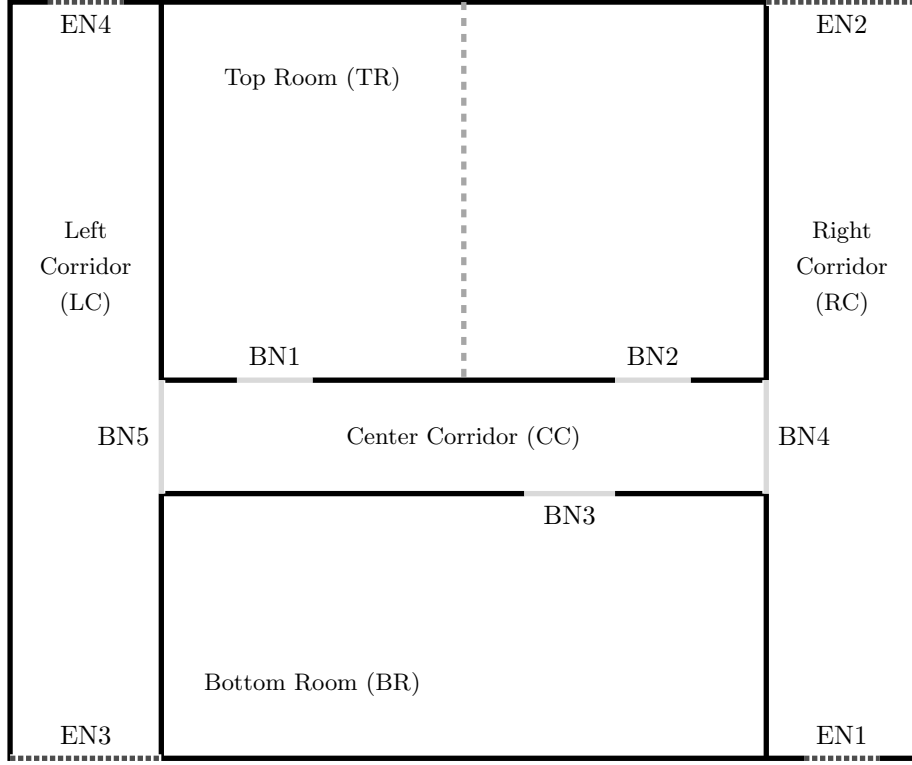 EN4
EN2
Top Room (TR)
Left
Corridor
(LC)
Right
Corridor
(RC)
BN1
BN2
BN5
Center Corridor (CC)
BN4
BN3
Bottom Room (BR)
EN3
EN1